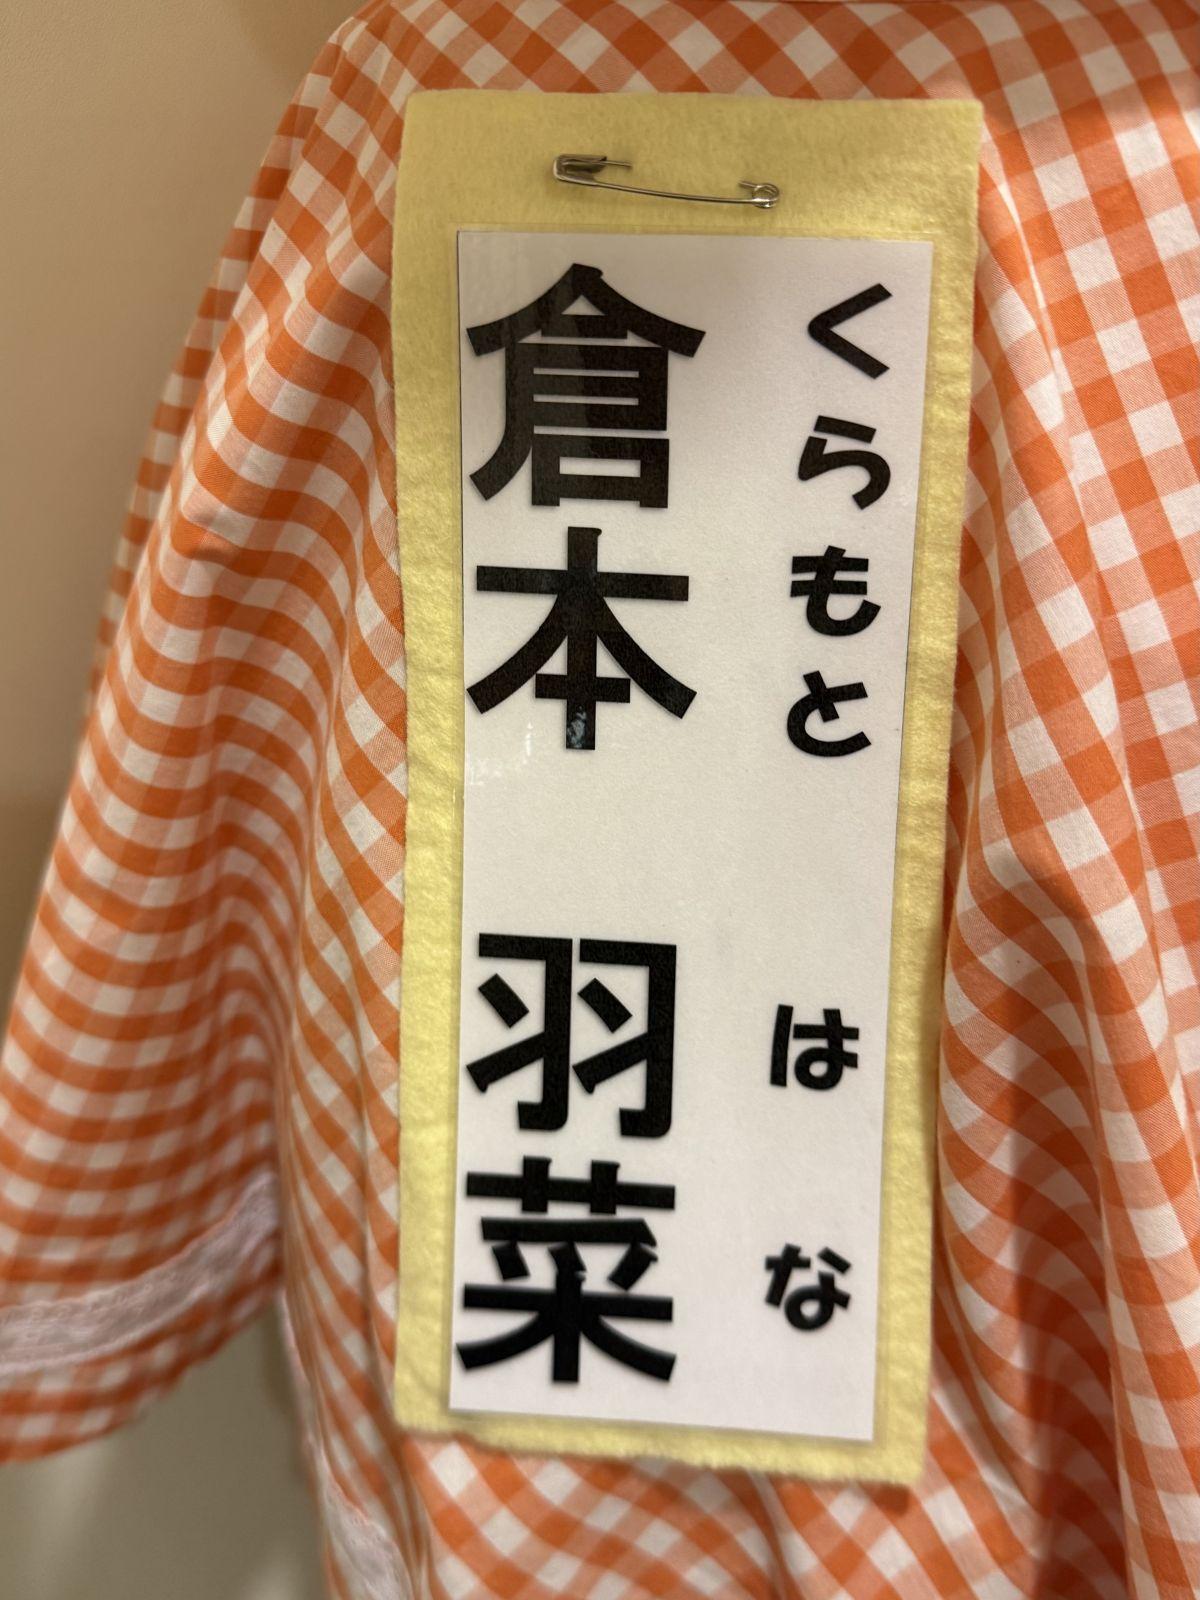 くらもと はな
倉本 羽菜